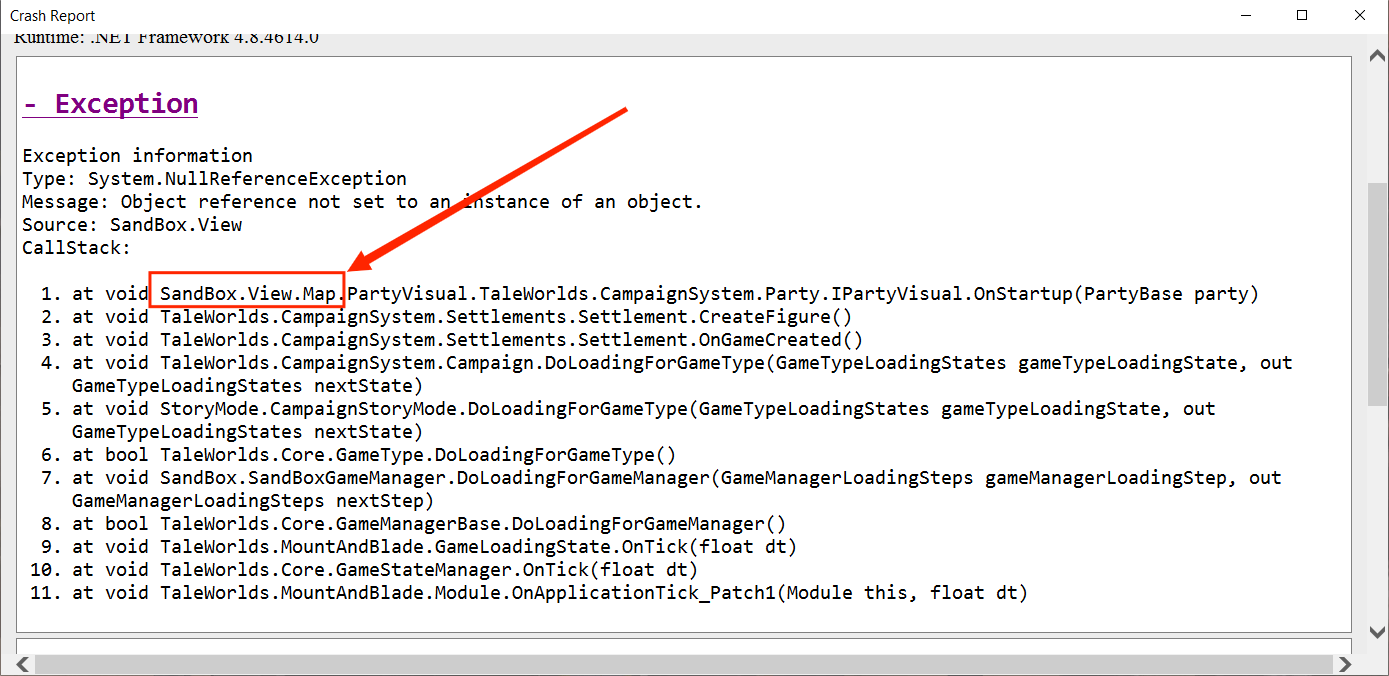 Crash Report
Runtime: .NET Framework 4.8.4614.0
- Exception
Exception information
Type: System.NullReferenceException
Message: Object reference not set to an instance of an object.
Source: SandBox.View
CallStack:
1. at void SandBox.View.Map.PartyVisual.TaleWorlds.CampaignSystem.Party.IPartyVisual.OnStartup(PartyBase party)
2. at void TaleWorlds.CampaignSystem.Settlements.Settlement.CreateFigure()
3. at void TaleWorlds.CampaignSystem.Settlements.Settlement.OnGameCreated()
4. at void TaleWorlds.CampaignSystem.Campaign.DoLoadingForGameType(GameTypeLoadingStates gameTypeLoadingState, out
GameTypeLoadingStates nextState)
5. at void StoryMode.CampaignStoryMode.DoLoadingForGameType(GameTypeLoadingStates gameTypeLoadingState, out
GameTypeLoadingStates nextState)
6. at bool TaleWorlds.Core.GameType.DoLoadingForGameType()
7. at void SandBox.SandBoxGameManager.DoLoadingForGameManager(GameManagerLoadingSteps gameManagerLoadingStep, out
GameManagerLoadingSteps nextStep)
8. at bool TaleWorlds.Core.GameManagerBase.DoLoadingForGameManager()
9. at void TaleWorlds.MountAndBlade.GameLoadingState.OnTick(float dt)
10. at void TaleWorlds.Core.GameStateManager.OnTick(float dt)
11. at void TaleWorlds.MountAndBlade.Module.OnApplicationTick_Patch1(Module this, float dt)